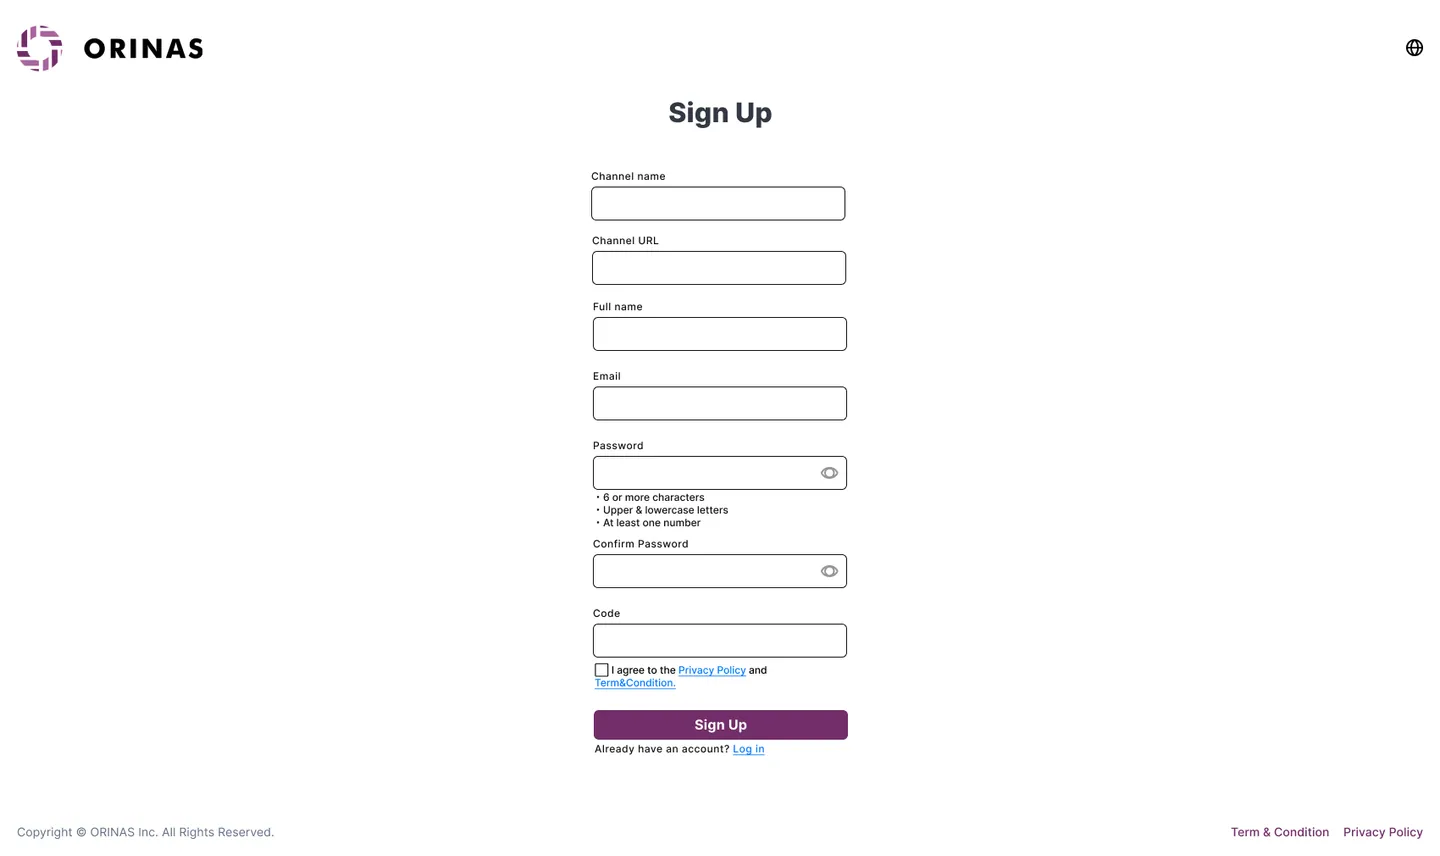 ORINAS
Sign Up
Channel name
Channel URL
Full name
Email
Password
・6 or more characters
・Upper & lowercase letters
・At least one number
Confirm Password
Code
I agree to the Privacy Policy and
Term&Condition.
Sign Up
Already have an account? Log in
Copyright © ORINAS Inc. All Rights Reserved.
Term & Condition Privacy Policy